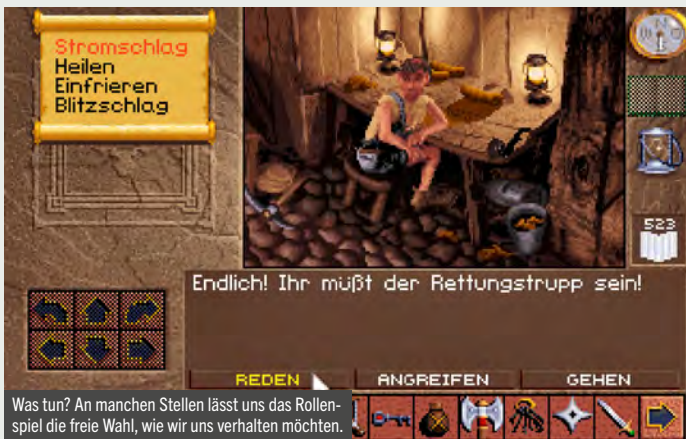 Stromschlag
Heilen
Einfrieren
Blitzschlag
N
523
Endlich! Ihr müßt der Rettungstrupp sein!
REDEN
ANGREIFEN
GEHEN
Was tun? An manchen Stellen lässt uns das Rollen-
spiel die freie Wahl, wie wir uns verhalten möchten.